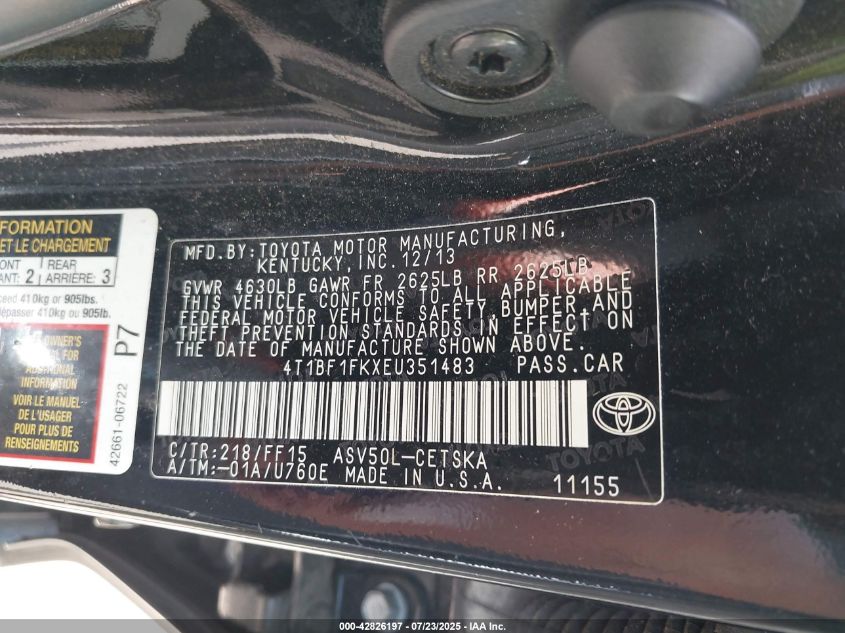 FORMATION
ET LE CHARGEMENT
2
REAR
ARRIÈRE: 3
410kg or 905lbs.
410 kg ou 905lb.
OWNER'S
FOR
ADDITIONAL
INFORMATION
VOIR LE MANUEL
DE L'USAGER
POUR PLUS DE
RENSEIGNEMENTS
P7
42661-06722
MFD.BY:TOYOTA MOTOR MANUFACTURING,
KENTUCKY, INC. 12/13
GVWR 4630LB GAWR FR 2625LB RR 2625LB
THIS VEHICLE CONFORMS TO ALL APPLICABLE
FEDERAL MOTOR VEHICLE SAFETY,BUMPER,AND
THEFT PREVENTION STANDARDS IN EFFECT ON
THE DATE OF MANUFACTURE SHOWN ABOVE.
4T1BF1FKXEU351483 PASS.CAR
C/TR:218/FF15 ASV50L-CETSKA
A/TM:-01A/U760E MADE IN U.S.A. 11155
TOYOTA
000-42826197 - 07/23/2025 - IAA Inc.